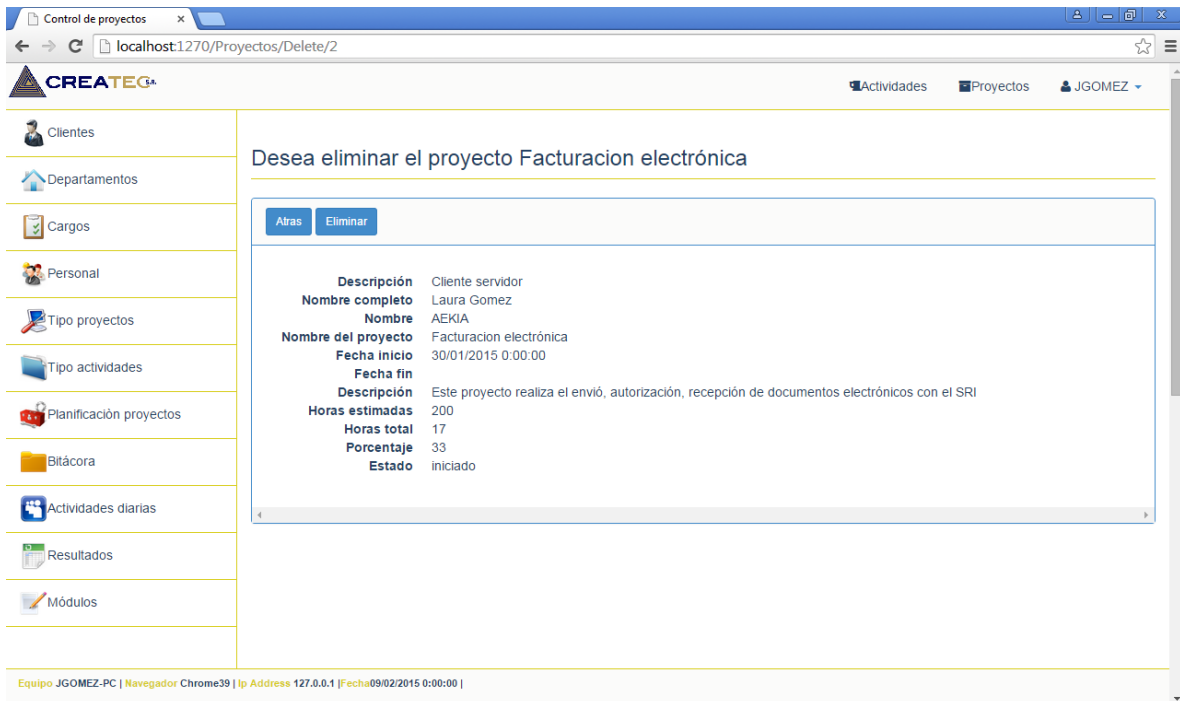 Control de proyectos
localhost:1270/Proyectos/Delete/2
CREATEC S.A.
Actividades
Proyectos
JGOMEZ
Clientes
Departamentos
Cargos
Personal
Tipo proyectos
Tipo actividades
Planificación proyectos
Bitácora
Actividades diarias
Resultados
Módulos
Desea eliminar el proyecto Facturacion electrónica
Atras
Eliminar
Descripción Cliente servidor
Nombre completo Laura Gomez
Nombre AEKIA
Nombre del proyecto Facturacion electrónica
Fecha inicio 30/01/2015 0:00:00
Fecha fin
Descripción Este proyecto realiza el envió, autorización, recepción de documentos electrónicos con el SRI
Horas estimadas 200
Horas total 17
Porcentaje 33
Estado iniciado
Equipo JGOMEZ-PC | Navegador Chrome39 | Ip Address 127.0.0.1 |Fecha09/02/2015 0:00:00 |